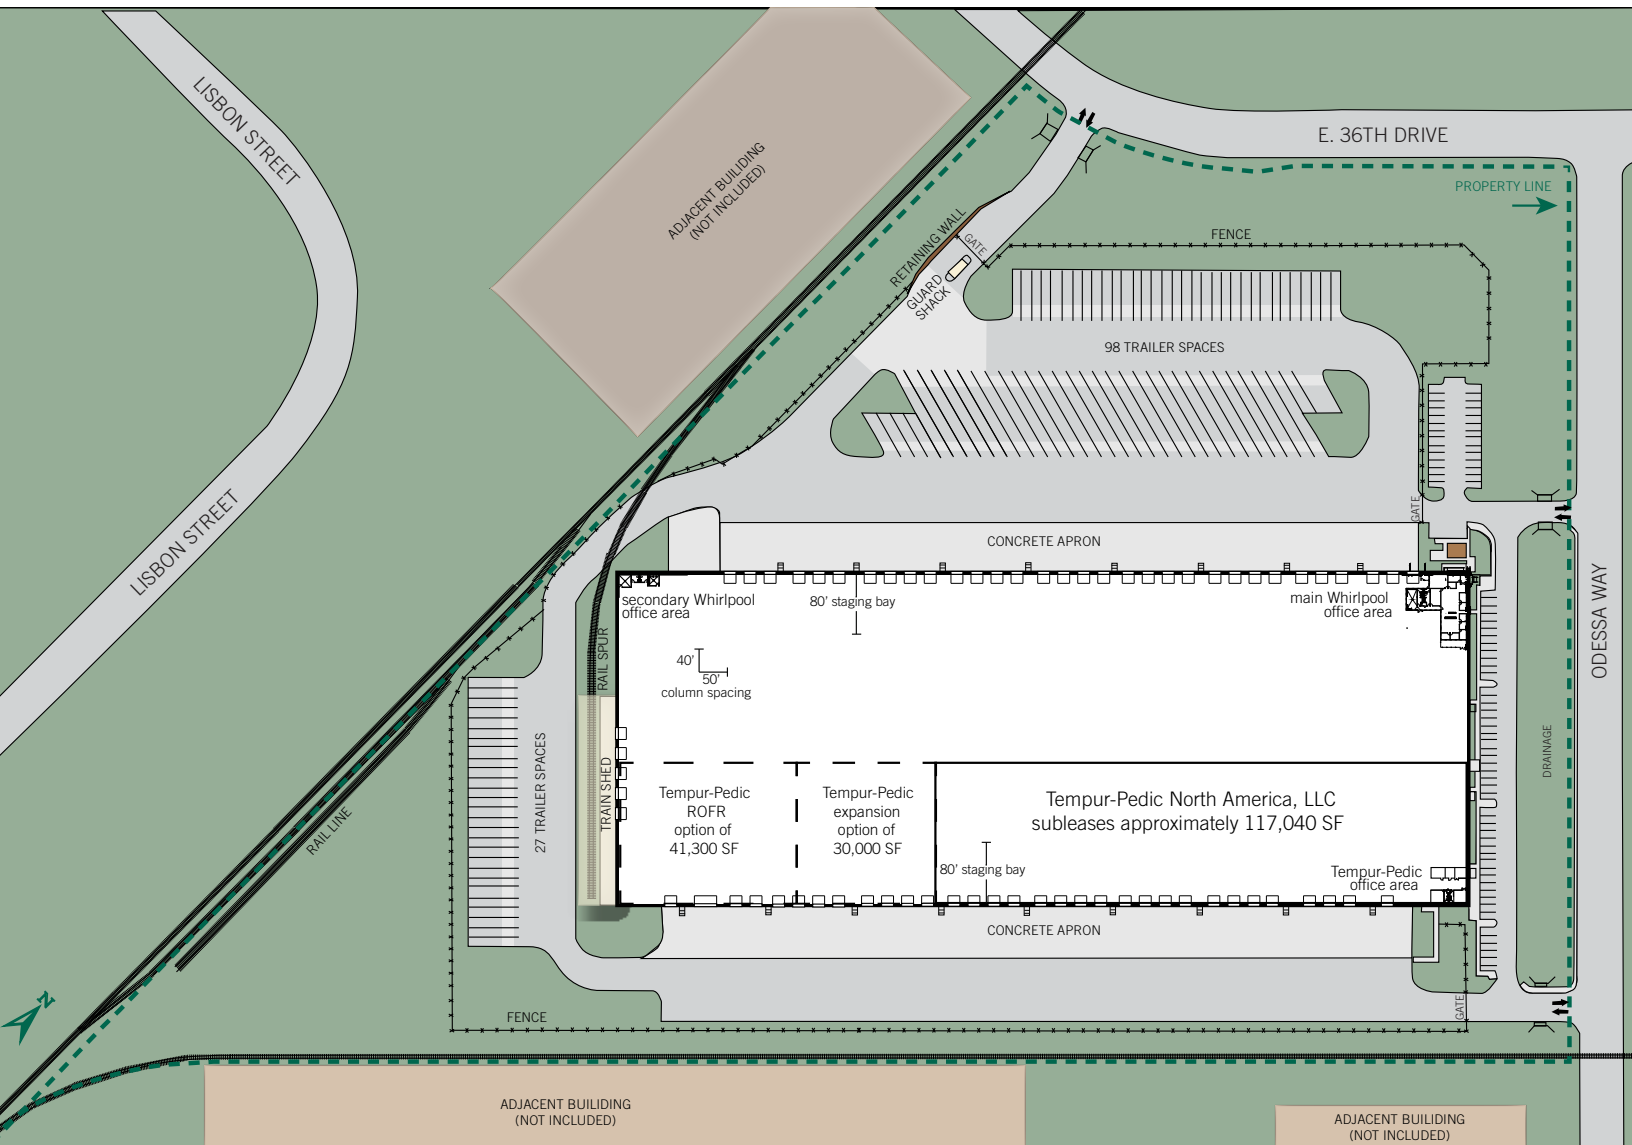 LISBON STREET
ADJACENT BUILDING
(NOT INCLUDED)
E. 36TH DRIVE
PROPERTY LINE
RETAINING WALL
GATE
FENCE
GUARD
SHACK
98 TRAILER SPACES
LISBON STREET
GATE
CONCRETE APRON
secondary Whirlpool
office area
80' staging bay
main Whirlpool
office area
ODESSA WAY
RAIL SPUR
40'
50'
column spacing
DRAINAGE
27 TRAILER SPACES
TRAIN SHED
RAIL LINE
Tempur-Pedic
ROFR
option of
41,300 SF
Tempur-Pedic
expansion
option of
30,000 SF
Tempur-Pedic North America, LLC
subleases approximately 117,040 SF
80' staging bay
Tempur-Pedic
office area
CONCRETE APRON
N
FENCE
GATE
ADJACENT BUILIDING
(NOT INCLUDED)
ADJACENT BUILDING
(NOT INCLUDED)